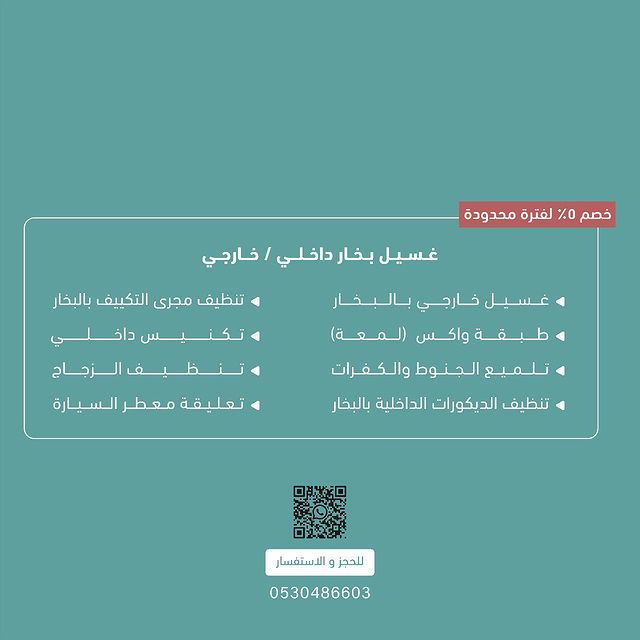 خصم ٥٪ لفترة محدودة
غسيل بخار داخلي / خارجي
غسيل خارجي بالبخار
طبقة واكس (لمعة)
تلميع الجنوط والكفرات
تنظيف الديكورات الداخلية بالبخار
تنظيف مجرى التكييف بالبخار
تكنيس داخلي
تنظيف الزجاج
تعليقة معطر السيارة
للحجز و الاستفسار
0530486603